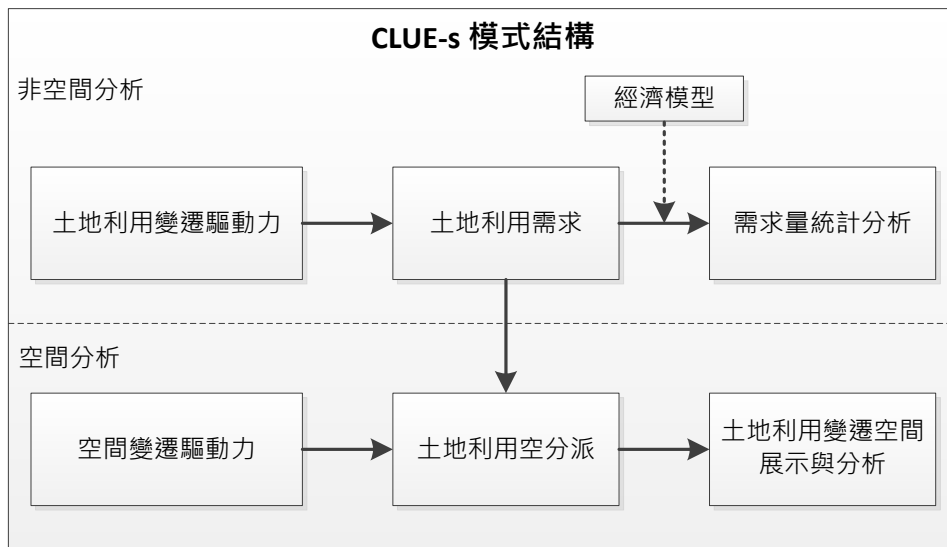 CLUE-s 模式結構
非空間分析
經濟模型
土地利用變遷驅動力
土地利用需求
需求量統計分析
空間分析
空間變遷驅動力
土地利用空分派
土地利用變遷空間
展示與分析